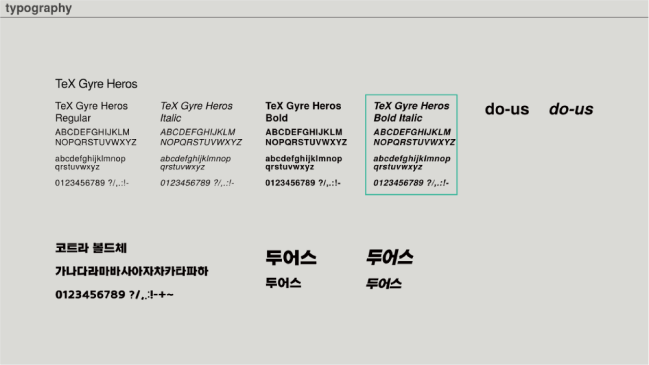 typography
TeX Gyre Heros
TeX Gyre Heros
Regular
ABCDEFGHIJKLM
NOPQRSTUVWXYZ
abcdefghijklmnop
qrstuvwxyz
0123456789 ?/,.:!-
TeX Gyre Heros
Italic
ABCDEFGHIJKLM
NOPQRSTUVWXYZ
abcdefghijklmnop
qrstuvwxyz
0123456789 ?/,.:!-
TeX Gyre Heros
Bold
ABCDEFGHIJKLM
NOPQRSTUVWXYZ
abcdefghijklmnop
qrstuvwxyz
0123456789 ?/,.:!-
TeX Gyre Heros
Bold Italic
ABCDEFGHIJKLM
NOPQRSTUVWXYZ
abcdefghijklmnop
qrstuvwxyz
0123456789 ?/,.:!-
do-us
do-us
코트라 볼드체
가나다라마바사아자차카타파하
0123456789 ?/,.:!-+~
두어스
두어스
두어스
두어스